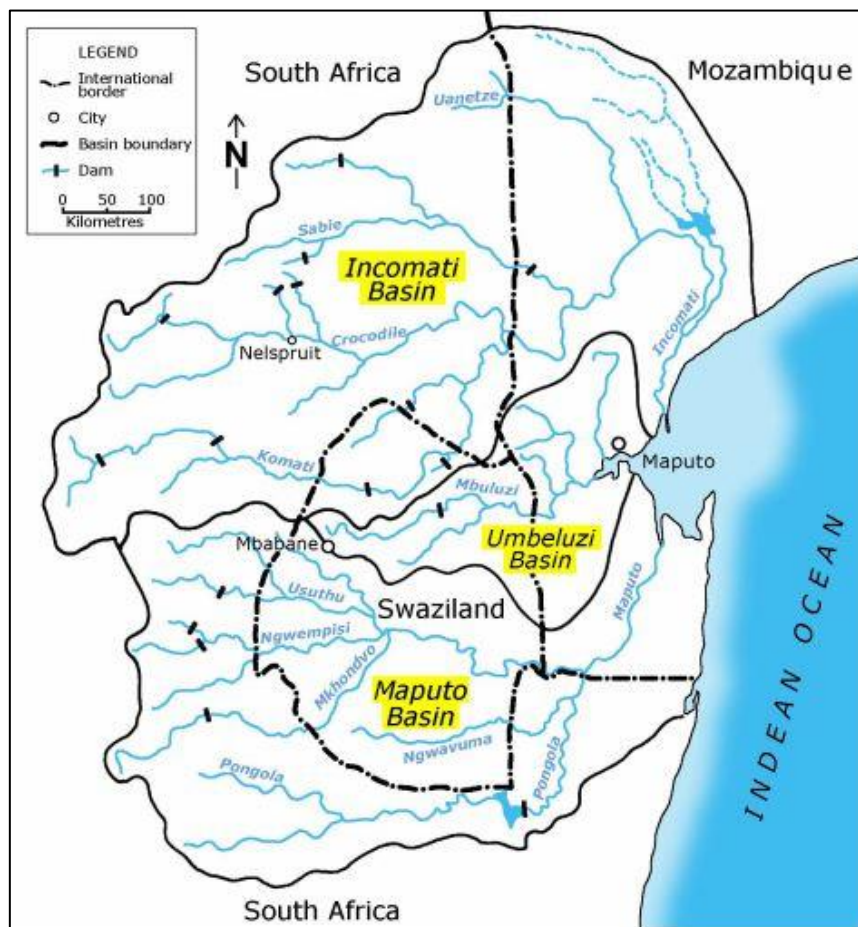 LEGEND
International
border
City
Basin boundary
Dam
0 50 100
Kilometres
South Africa
Mozambique
N
Uanetze
Sabie
Incomati
Basin
Crocodile
Nelspruit
Incomati
Komati
Maputo
Mbuluzi
Mbabane
Umbeluzi
Basin
Usuthu
Swaziland
Maputo
Ngwempisi
Mkhondvo
Maputo
Basin
Ngwavuma
Pongola
Pongola
INDEAN OCEAN
South Africa